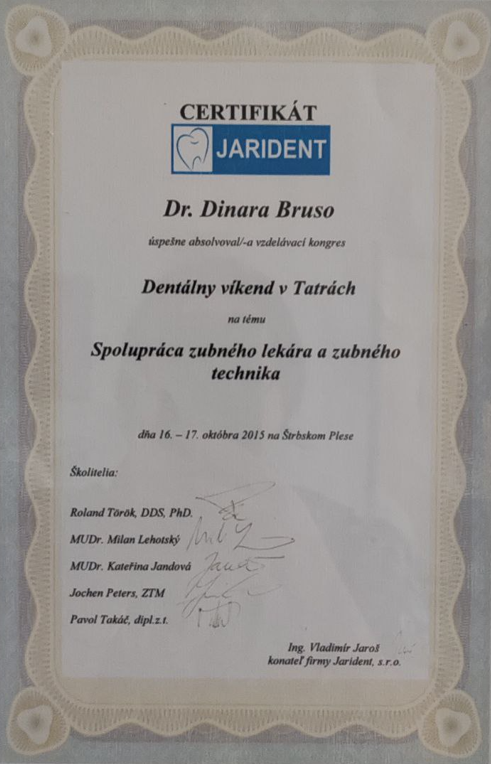 CERTIFIKÁT
JARIDENT
Dr. Dinara Bruso
úspešne absolvoval/-a vzdelávací kongres
Dentálny víkend v Tatrách
na tému
Spolupráca zubného lekára a zubného
technika
dňa 16. – 17. októbra 2015 na Štrbskom Plese
Školitelia:
Roland Török, DDS, PhD.
MUDr. Milan Lehotský
MUDr. Kateřina Jandová
Jochen Peters, ZTM
Pavol Takáč, dipl.z.t.
Ing. Vladimír Jaroš
konateľ firmy Jarident, s.r.o.